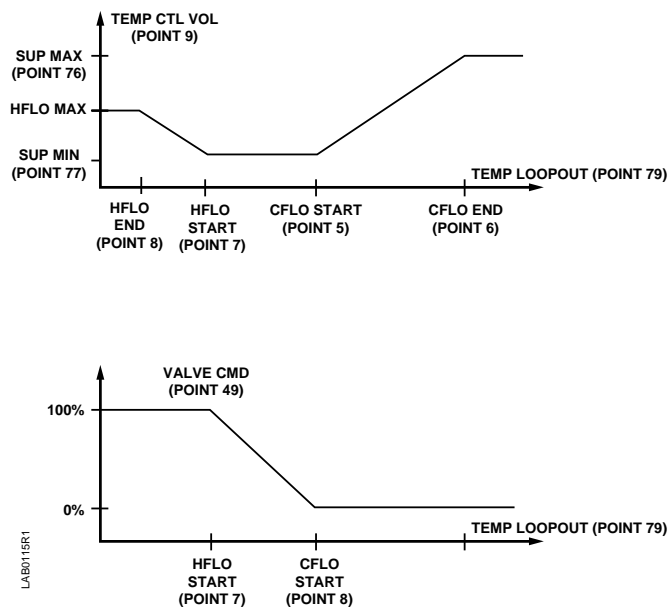 TEMP CTL VOL
(POINT 9)
SUP MAX
(POINT 76)
HFLO MAX
SUP MIN
(POINT 77)
TEMP LOOPOUT (POINT 79)
HFLO
END
(POINT 8)
HFLO
START
(POINT 7)
CFLO START
(POINT 5)
CFLO END
(POINT 6)
VALVE CMD
(POINT 49)
100%
0%
TEMP LOOPOUT (POINT 79)
HFLO
START
(POINT 7)
CFLO
START
(POINT 8)
LAB0115R1